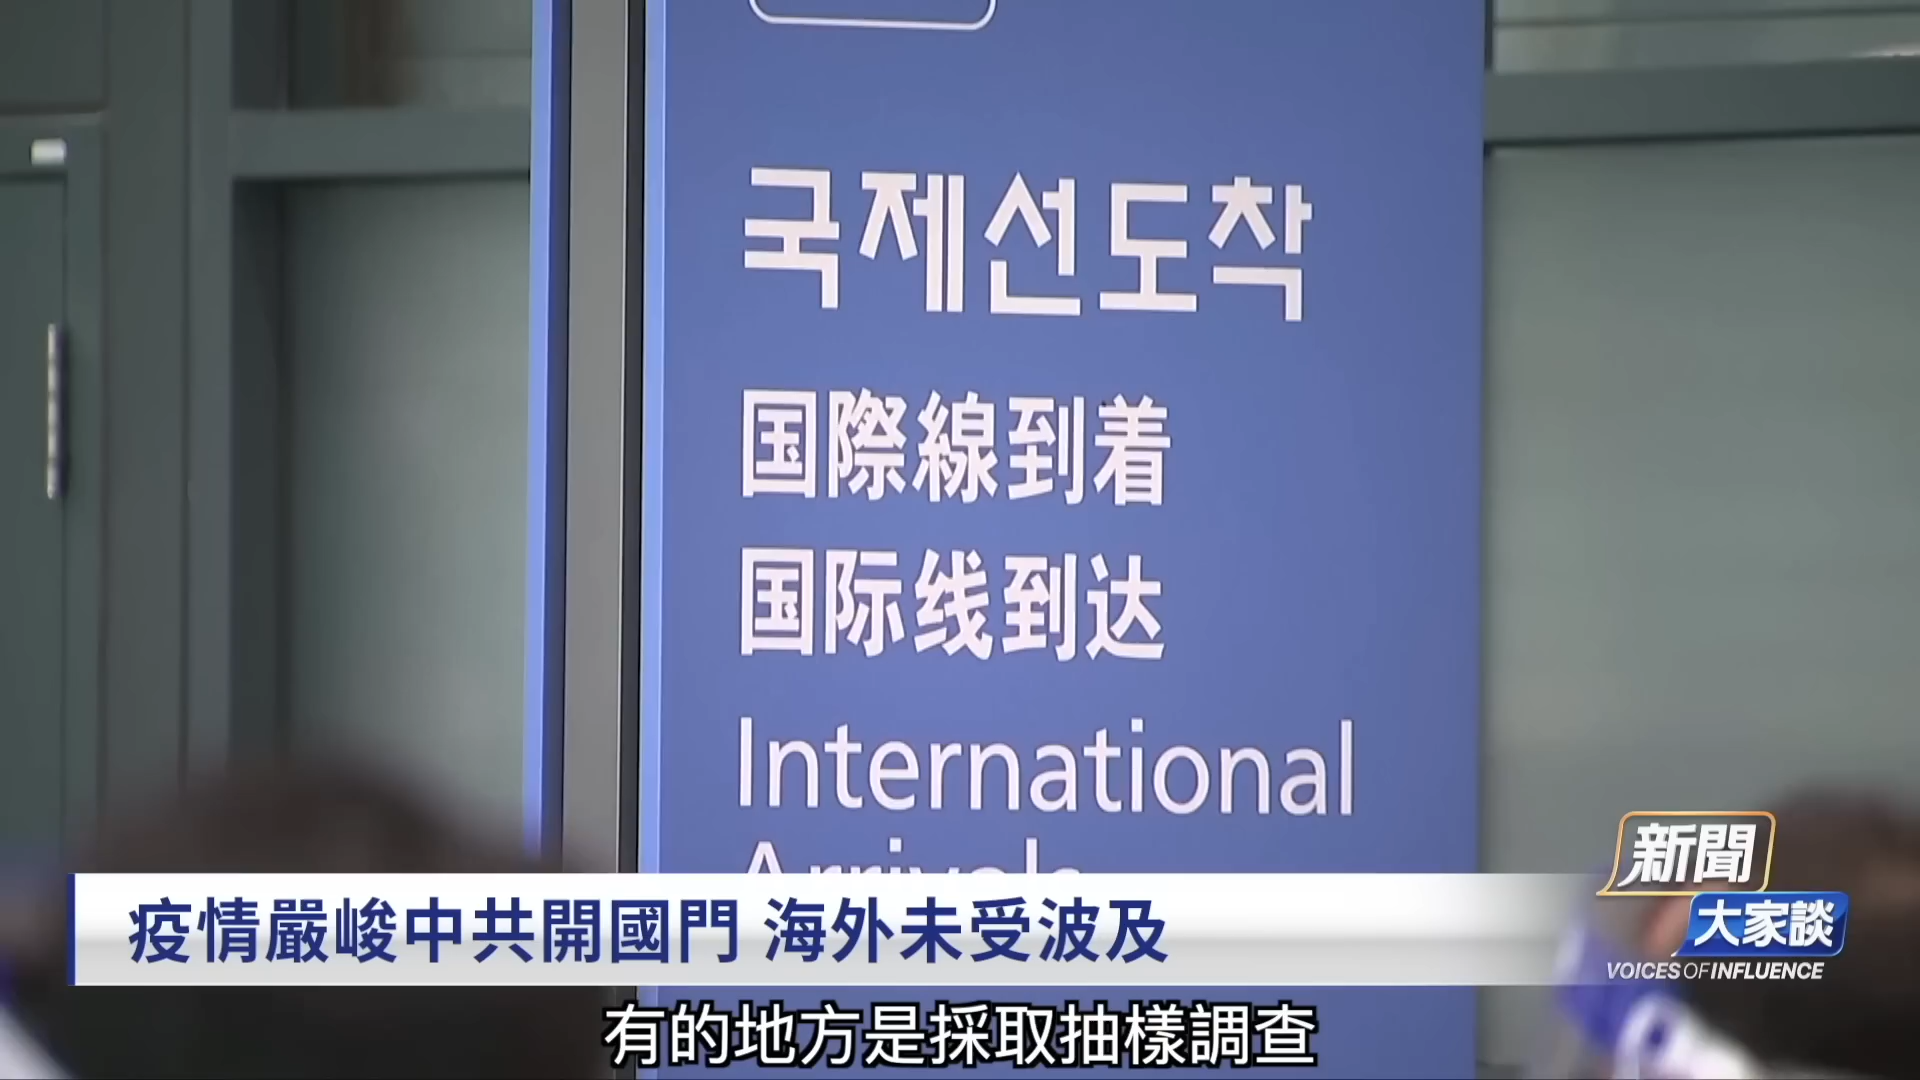 국제선도착
国際線到着
国际线到达
International
Arrivals
新聞
大家談
VOICES OF INFLUENCE
疫情嚴峻中共開國門 海外未受波及
有的地方是採取抽樣調查